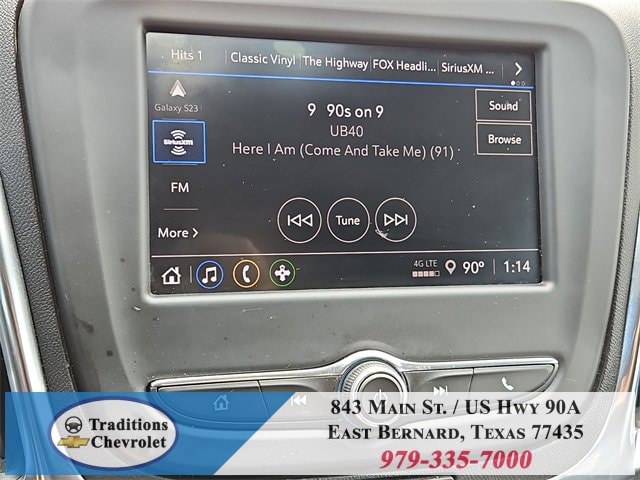 Hits 1 Classic Vinyl The Highway FOX Headli... SiriusXM ...
Galaxy S23
9 90s on 9
Sound
UB40
SiriusXM
Browse
Here I Am (Come And Take Me) (91)
FM
Tune
More >
4G LTE
90° 1:14
Traditions
Chevrolet
843 Main St. / US Hwy 90A
East Bernard, Texas 77435
979-335-7000